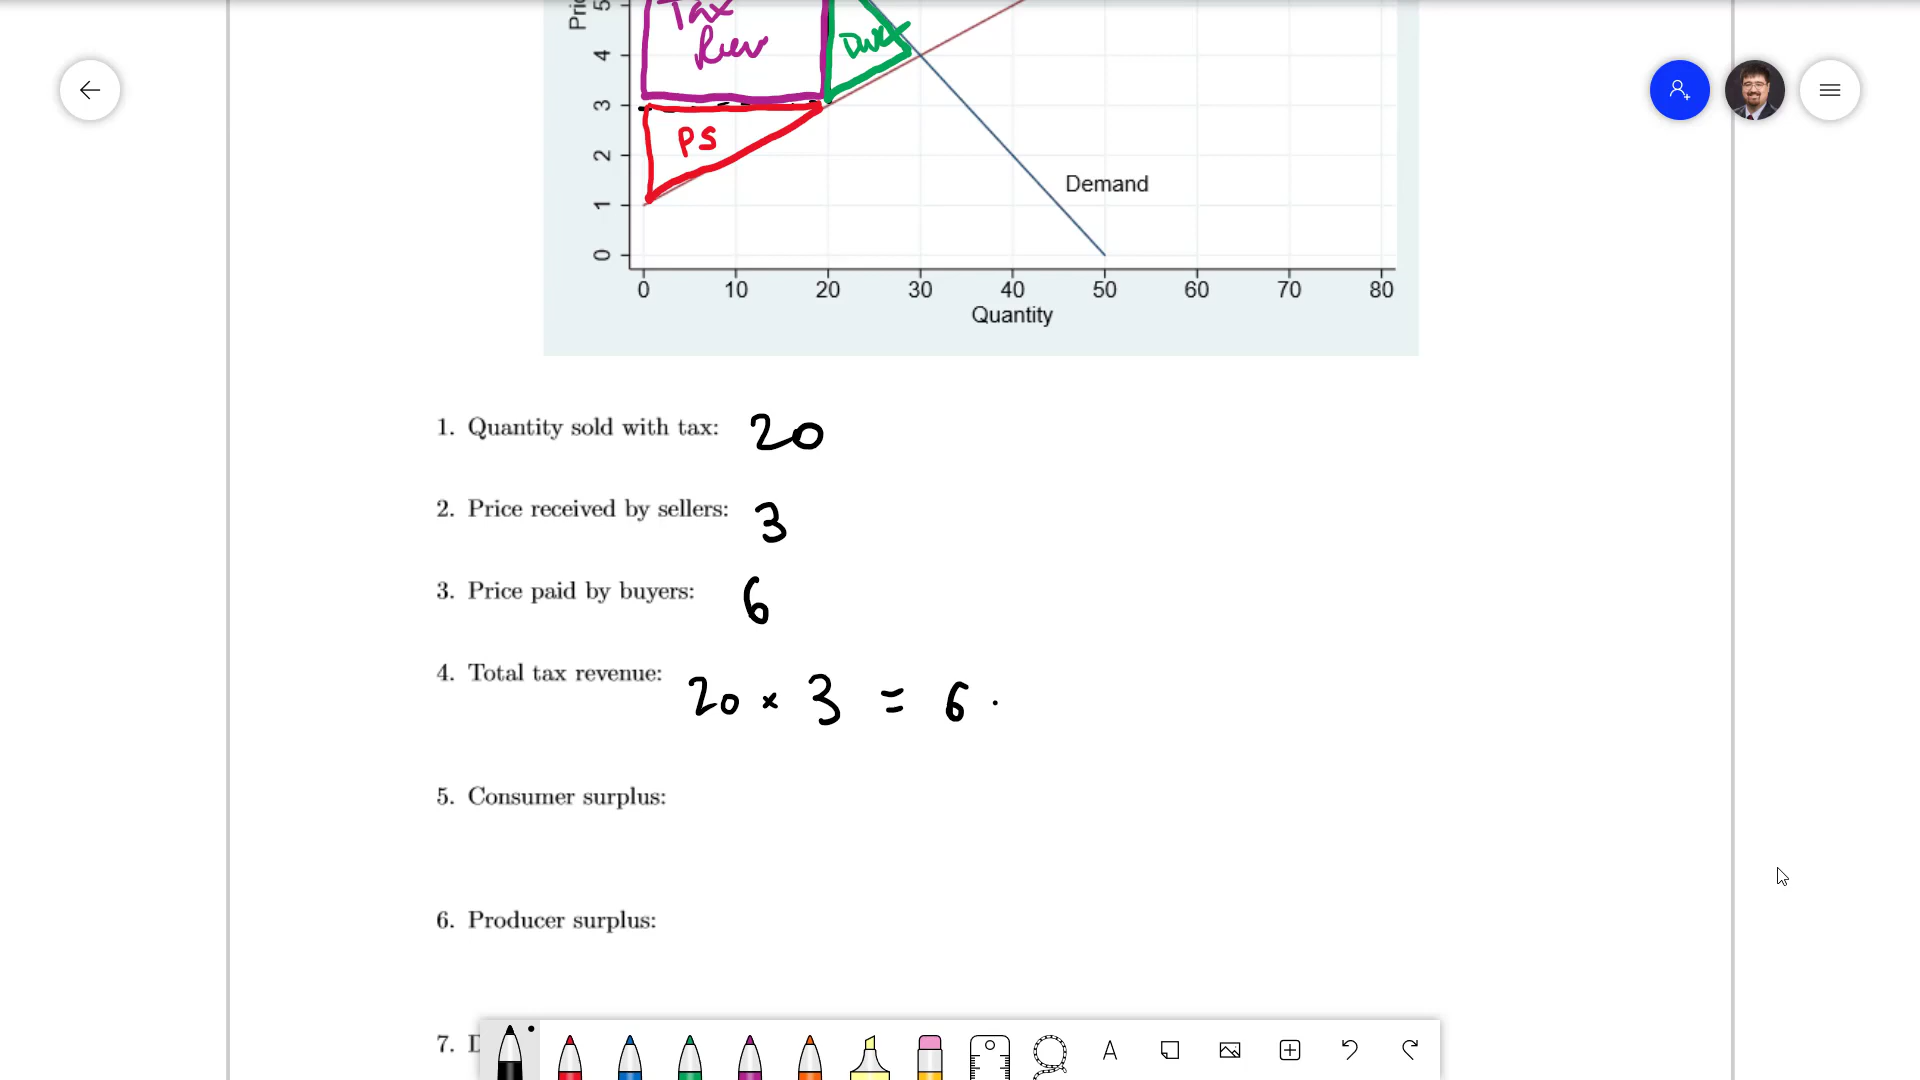 Tax
Rev
DWL
PS
5
4
3
2
1
0
Demand
0 10 20 30 40 50 60 70 80
Quantity
1. Quantity sold with tax: 20
2. Price received by sellers: 3
3. Price paid by buyers: 6
4. Total tax revenue: 20 × 3 = 6
5. Consumer surplus:
6. Producer surplus:
7.
A